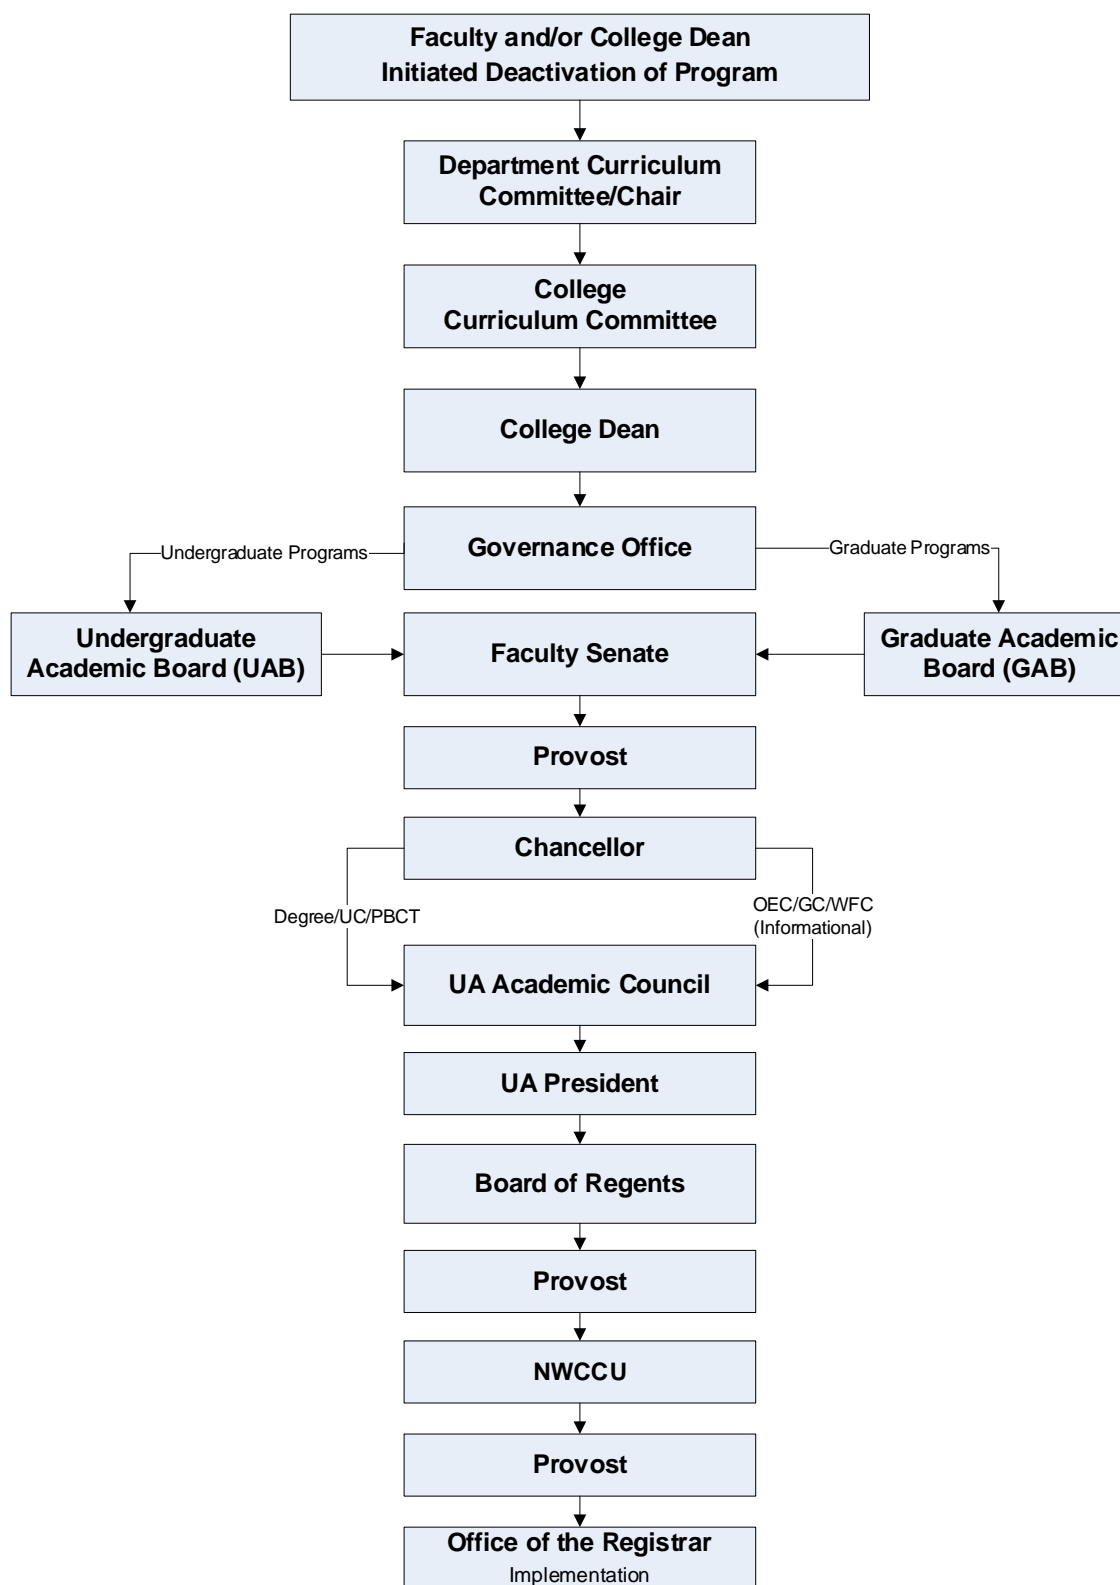 Faculty and/or College Dean
Initiated Deactivation of Program
Department Curriculum
Committee/Chair
College
Curriculum Committee
College Dean
Governance Office
Undergraduate Programs
Graduate Programs
Undergraduate
Academic Board (UAB)
Faculty Senate
Graduate Academic
Board (GAB)
Provost
Chancellor
Degree/UC/PBCT
OEC/GC/WFC
(Informational)
UA Academic Council
UA President
Board of Regents
Provost
NWCCU
Provost
Office of the Registrar
Implementation